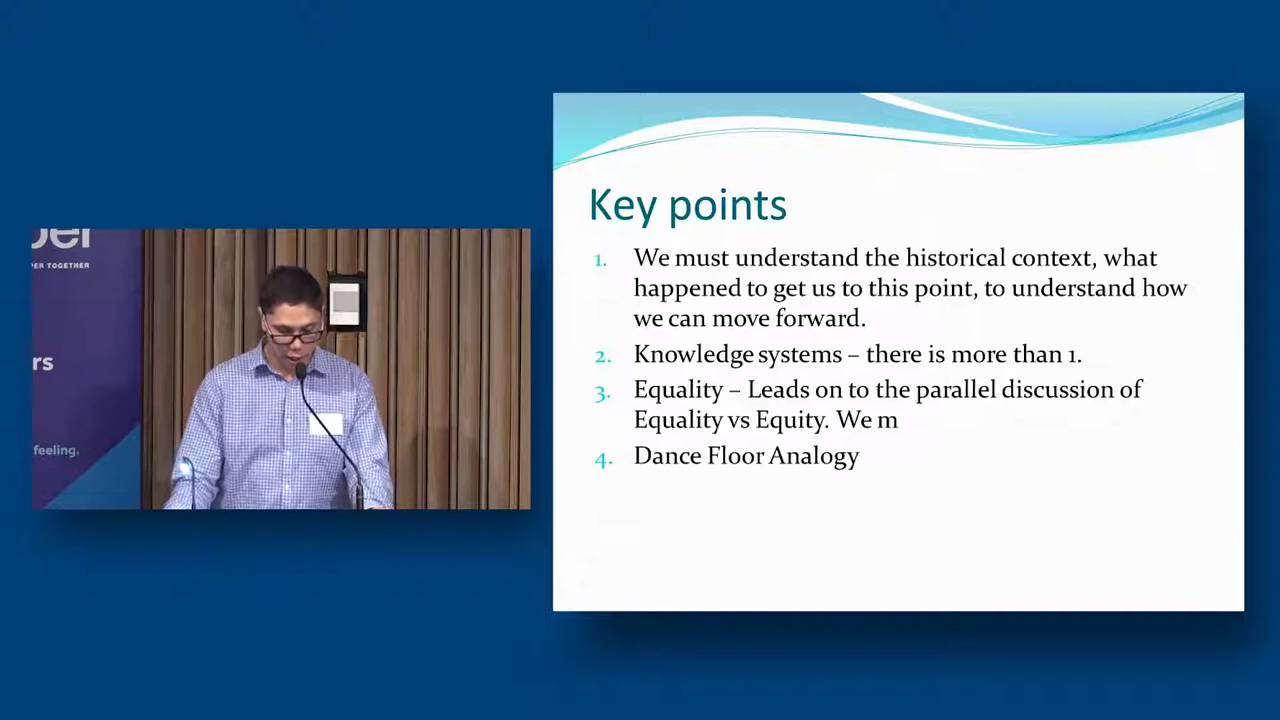 PER TOGETHER
rs
feeling.
Key points
1. We must understand the historical context, what
happened to get us to this point, to understand how
we can move forward.
2. Knowledge systems – there is more than 1.
3. Equality – Leads on to the parallel discussion of
Equality vs Equity. We m
4. Dance Floor Analogy